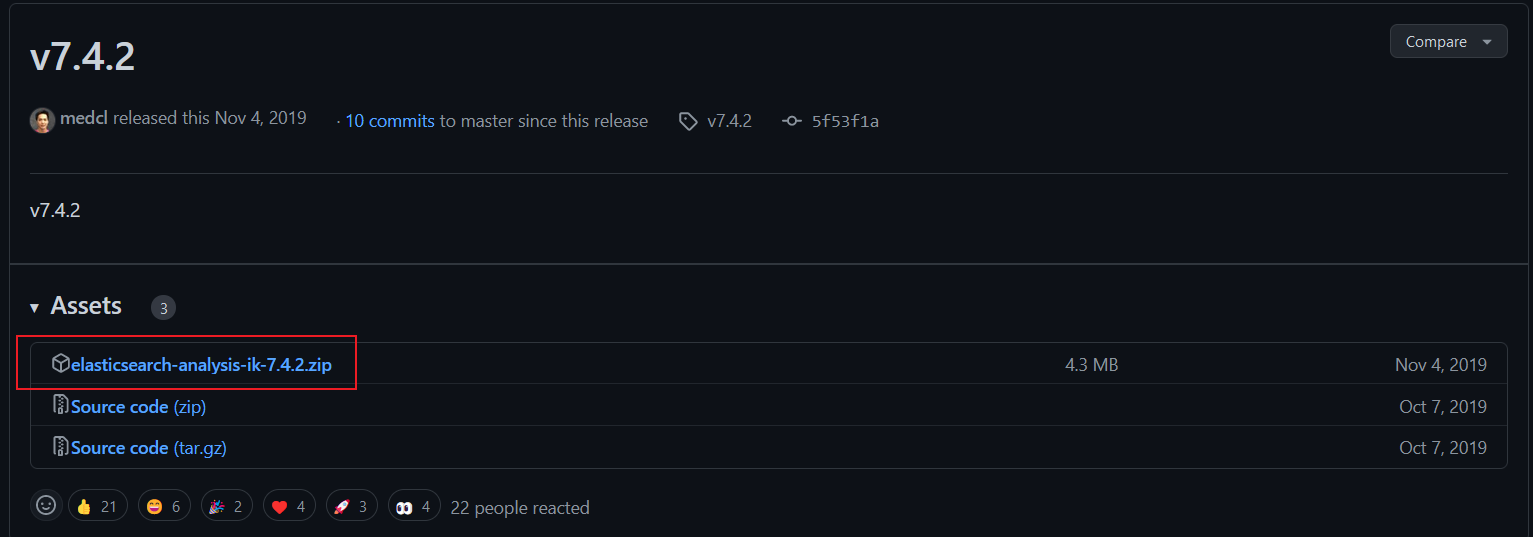 v7.4.2
Compare
medcl released this Nov 4, 2019 · 10 commits to master since this release v7.4.2 5f53f1a
v7.4.2
Assets 3
elasticsearch-analysis-ik-7.4.2.zip 4.3 MB Nov 4, 2019
Source code (zip) Oct 7, 2019
Source code (tar.gz) Oct 7, 2019
21 6 2 4 3 4 22 people reacted